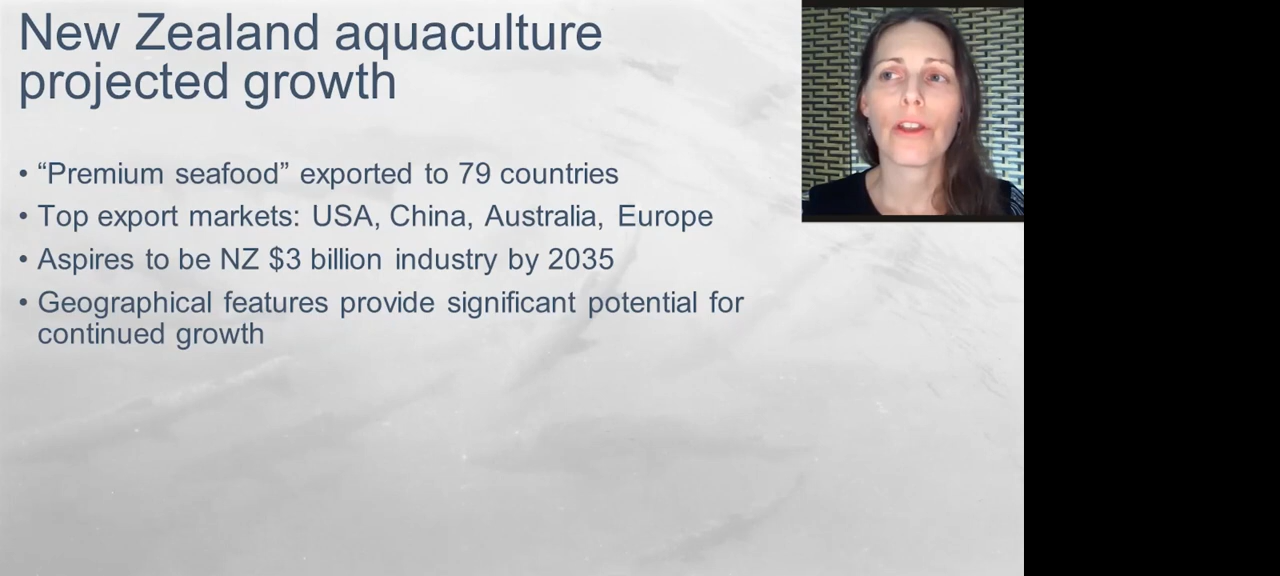 New Zealand aquaculture
projected growth
• “Premium seafood” exported to 79 countries
• Top export markets: USA, China, Australia, Europe
• Aspires to be NZ $3 billion industry by 2035
• Geographical features provide significant potential for
continued growth